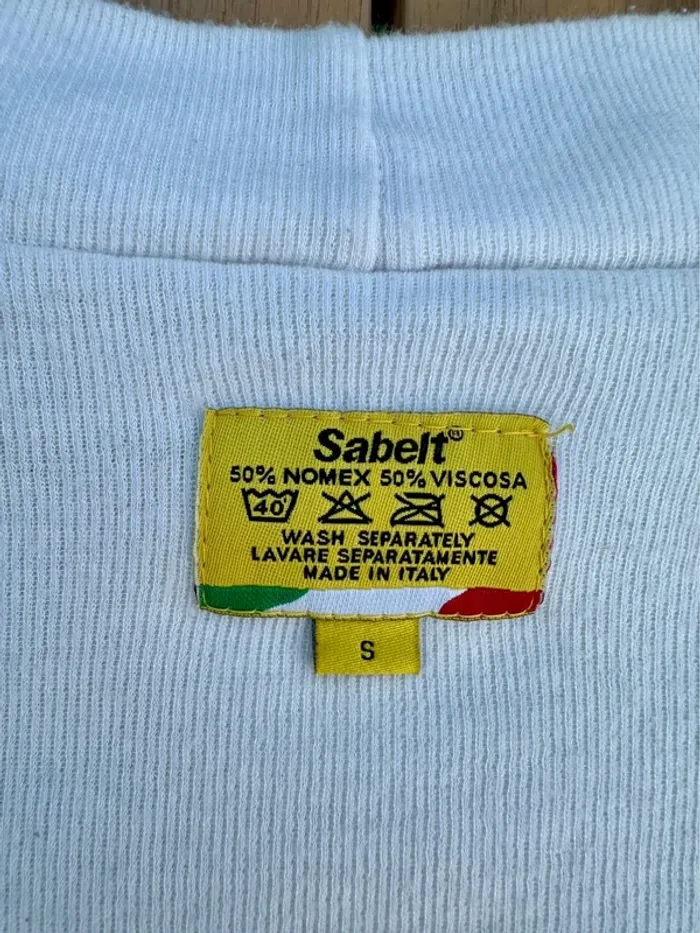 Sabelt®
50% NOMEX 50% VISCOSA
40
WASH SEPARATELY
LAVARE SEPARATAMENTE
MADE IN ITALY
S